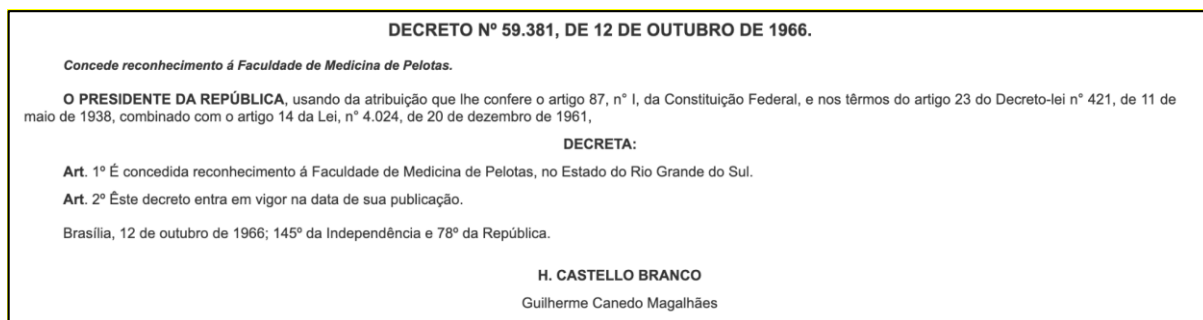 DECRETO Nº 59.381, DE 12 DE OUTUBRO DE 1966.
Concede reconhecimento á Faculdade de Medicina de Pelotas.
O PRESIDENTE DA REPÚBLICA, usando da atribuição que lhe confere o artigo 87, n° I, da Constituição Federal, e nos têrmos do artigo 23 do Decreto-lei n° 421, de 11 de
maio de 1938, combinado com o artigo 14 da Lei, n° 4.024, de 20 de dezembro de 1961,
DECRETA:
Art. 1º É concedida reconhecimento á Faculdade de Medicina de Pelotas, no Estado do Rio Grande do Sul.
Art. 2º Êste decreto entra em vigor na data de sua publicação.
Brasília, 12 de outubro de 1966; 145º da Independência e 78º da República.
H. CASTELLO BRANCO
Guilherme Canedo Magalhães